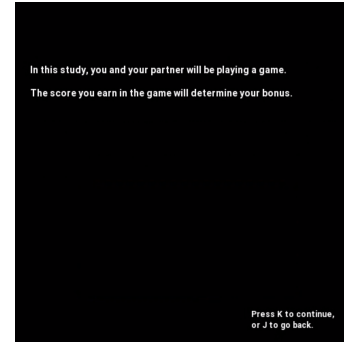 In this study, you and your partner will be playing a game.
The score you earn in the game will determine your bonus.
Press K to continue,
or J to go back.